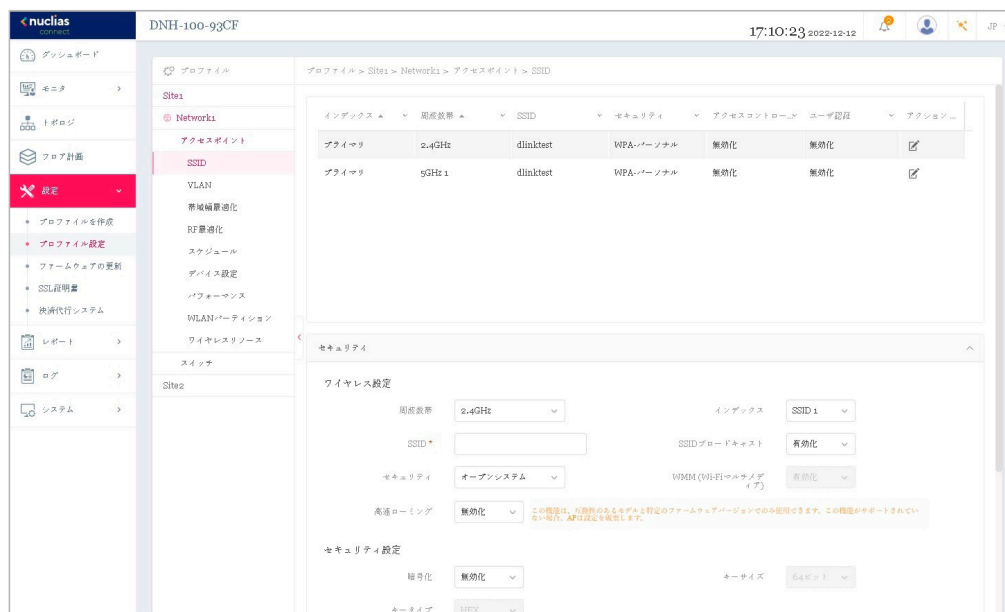 nuclias
connect
DNH-100-93CF
17:10:23 2022-12-12
JP
ダッシュボード
モニタ
トポロジ
フロア計画
設定
プロファイルを作成
プロファイル設定
ファームウェアの更新
SSL証明書
決済代行システム
レポート
ログ
システム
プロファイル
Site1
Network1
アクセスポイント
SSID
VLAN
帯域幅最適化
RF最適化
スケジュール
デバイス設定
パフォーマンス
WLANパーティション
ワイヤレスリソース
スイッチ
Site2
プロファイル > Site1 > Network1 > アクセスポイント > SSID
インデックス 周波数帯 SSID セキュリティ アクセスコントロー... ユーザ認証 アクション ...
プライマリ 2.4GHz dlinktest WPA-パーソナル 無効化 無効化
プライマリ 5GHz 1 dlinktest WPA-パーソナル 無効化 無効化
セキュリティ
ワイヤレス設定
周波数帯 2.4GHz インデックス SSID 1
SSID * SSIDブロードキャスト 有効化
セキュリティ オープンシステム WMM (Wi-Fiマルチメディア) 有効化
高速ローミング 無効化 この機能は、互換性のあるモデルと特定のファームウェアバージョンでのみ使用できます。この機能がサポートされてい
ない場合、APは設定を破棄します。
セキュリティ設定
暗号化 無効化 キーサイズ 64ビット
キータイプ HEX